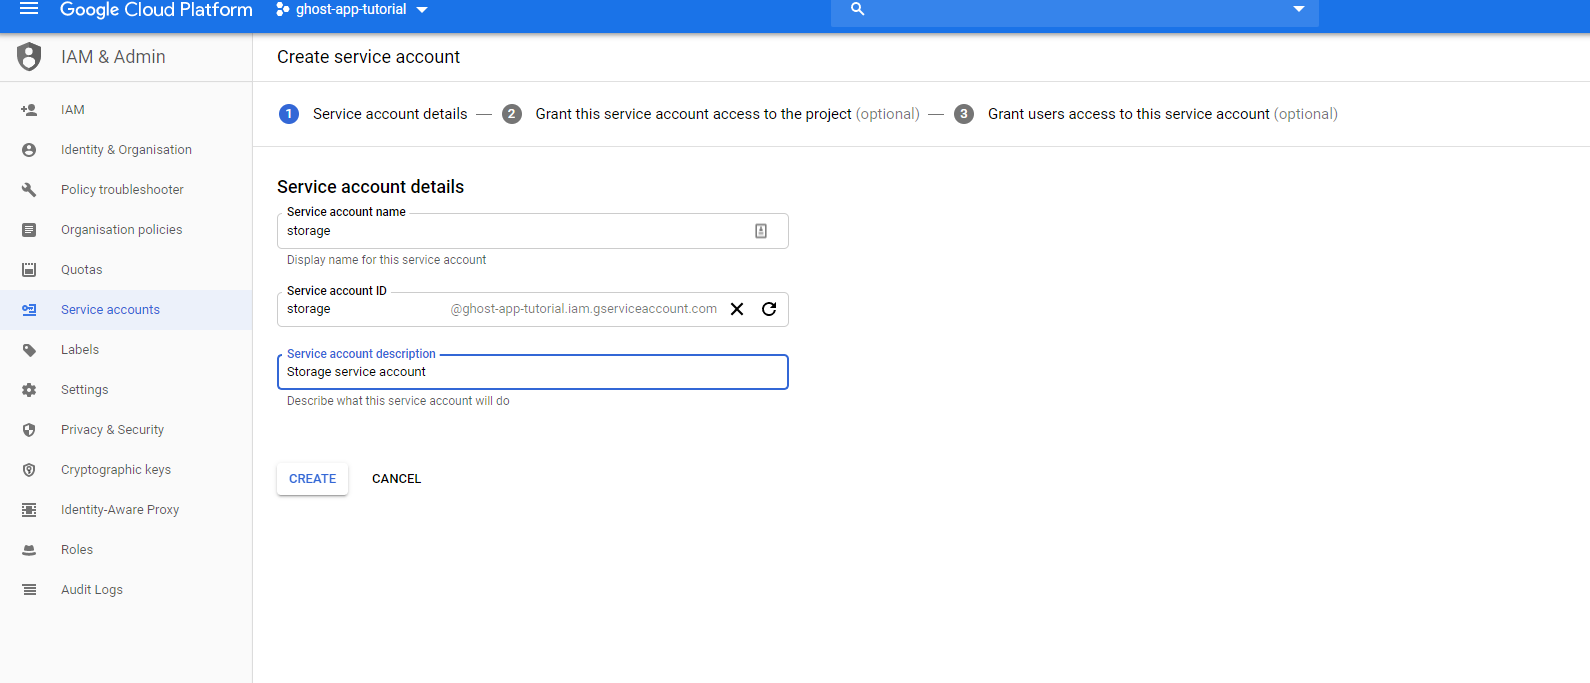 Google Cloud Platform
ghost-app-tutorial
IAM & Admin
IAM
Identity & Organisation
Policy troubleshooter
Organisation policies
Quotas
Service accounts
Labels
Settings
Privacy & Security
Cryptographic keys
Identity-Aware Proxy
Roles
Audit Logs
Create service account
1 Service account details — 2 Grant this service account access to the project (optional) — 3 Grant users access to this service account (optional)
Service account details
Service account name
storage
Display name for this service account
Service account ID
storage @ghost-app-tutorial.iam.gserviceaccount.com
Service account description
Storage service account
Describe what this service account will do
CREATE CANCEL